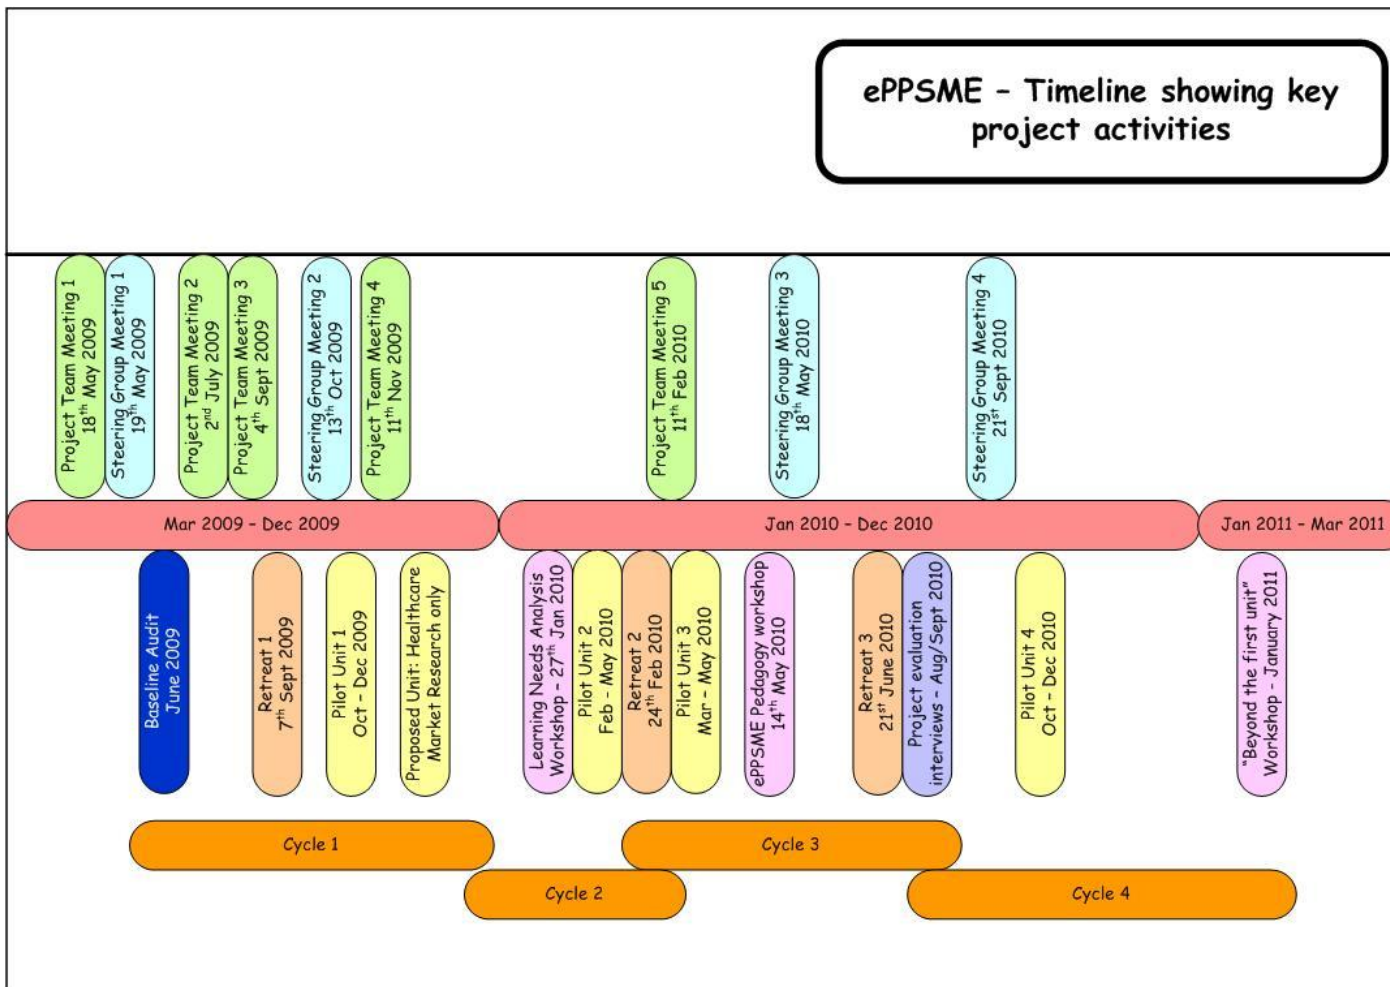 ePPSME – Timeline showing key
project activities
Project Team Meeting 1
18th May 2009
Steering Group Meeting 1
19th May 2009
Project Team Meeting 2
2nd July 2009
Project Team Meeting 3
4th Sept 2009
Steering Group Meeting 2
13th Oct 2009
Project Team Meeting 4
11th Nov 2009
Project Team Meeting 5
11th Feb 2010
Steering Group Meeting 3
18th May 2010
Steering Group Meeting 4
21st Sept 2010
Mar 2009 – Dec 2009
Jan 2010 – Dec 2010
Jan 2011 – Mar 2011
Baseline Audit
June 2009
Retreat 1
7th Sept 2009
Pilot Unit 1
Oct – Dec 2009
Proposed Unit: Healthcare
Market Research only
Learning Needs Analysis
Workshop – 27th Jan 2010
Pilot Unit 2
Feb - May 2010
Retreat 2
24th Feb 2010
Pilot Unit 3
Mar – May 2010
ePPSME Pedagogy workshop
14th May 2010
Retreat 3
21st June 2010
Project evaluation
interviews – Aug/Sept 2010
Pilot Unit 4
Oct – Dec 2010
“Beyond the first unit”
Workshop - January 2011
Cycle 1
Cycle 3
Cycle 2
Cycle 4